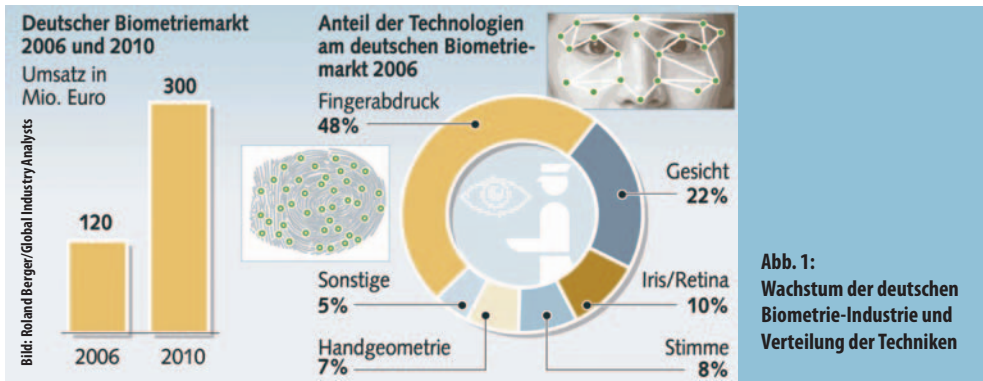 Deutscher Biometriemarkt
2006 und 2010
Umsatz in
Mio. Euro
120
300
2006
2010
Bild: Roland Berger/Global Industry Analysts
Anteil der Technologien
am deutschen Biometrie-
markt 2006
Fingerabdruck
48%
Gesicht
22%
Iris/Retina
10%
Stimme
8%
Handgeometrie
7%
Sonstige
5%
Abb. 1:
Wachstum der deutschen
Biometrie-Industrie und
Verteilung der Techniken